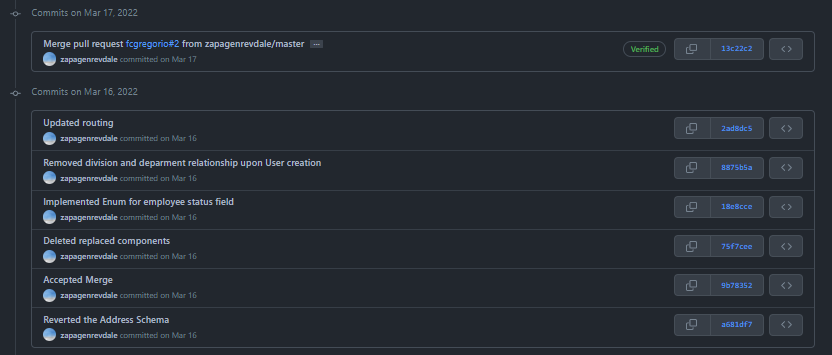 Commits on Mar 17, 2022
Merge pull request fcgregorio#2 from zapagenrevdale/master ...
zapagenrevdale committed on Mar 17
Verified
13c22c2
Commits on Mar 16, 2022
Updated routing
zapagenrevdale committed on Mar 16
2ad8dc5
Removed division and deparment relationship upon User creation
zapagenrevdale committed on Mar 16
8875b5a
Implemented Enum for employee status field
zapagenrevdale committed on Mar 16
18e8cce
Deleted replaced components
zapagenrevdale committed on Mar 16
75f7cee
Accepted Merge
zapagenrevdale committed on Mar 16
9b78352
Reverted the Address Schema
zapagenrevdale committed on Mar 16
a681df7